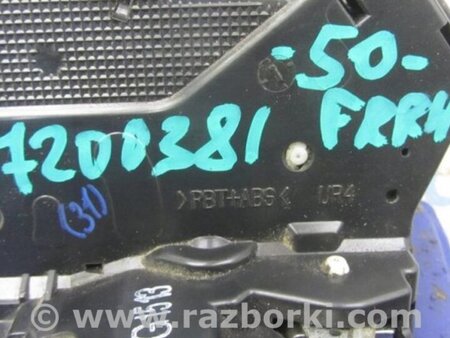 -50-
7200381 FRRH
>PBT+ABS< UR4
(31)
www.razborki.com